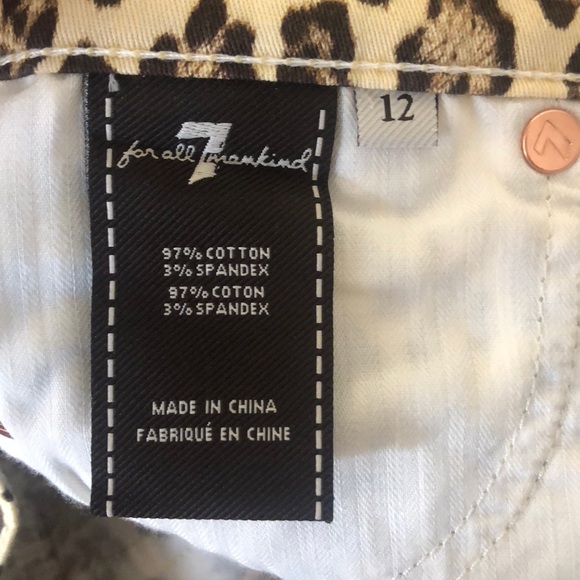 for all 7 mankind
12
97% COTTON
3% SPANDEX
97% COTON
3% SPANDEX
MADE IN CHINA
FABRIQUÉ EN CHINE
7